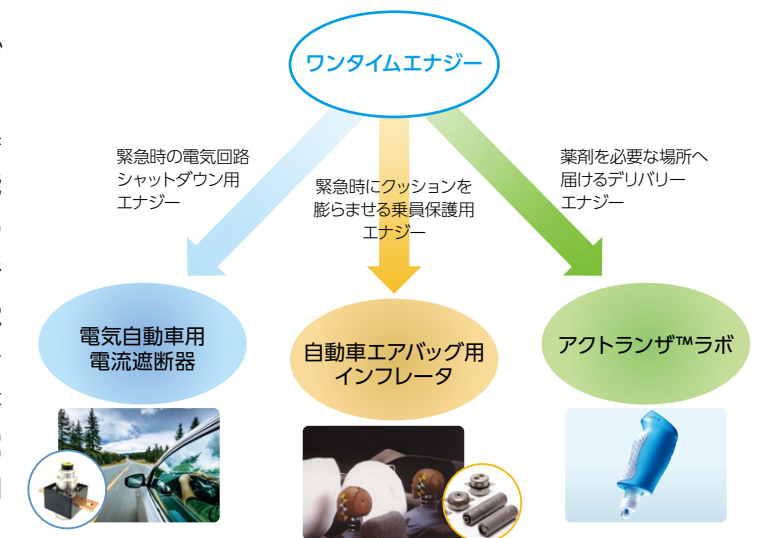 ワンタイムエナジー
緊急時の電気回路
シャットダウン用
エナジー
緊急時にクッションを
膨らませる乗員保護用
エナジー
薬剤を必要な場所へ
届けるデリバリー
エナジー
電気自動車用
電流遮断器
自動車エアバッグ用
インフレータ
アクトランザ™ラボ